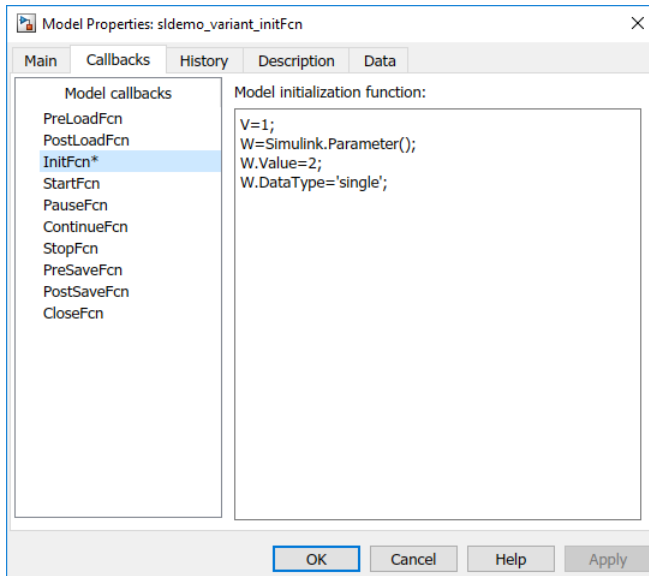 Model Properties: sldemo_variant_initFcn
Main Callbacks History Description Data
Model callbacks
PreLoadFcn
PostLoadFcn
InitFcn*
StartFcn
PauseFcn
ContinueFcn
StopFcn
PreSaveFcn
PostSaveFcn
CloseFcn
Model initialization function:
V=1;
W=Simulink.Parameter();
W.Value=2;
W.DataType='single';
OK Cancel Help Apply